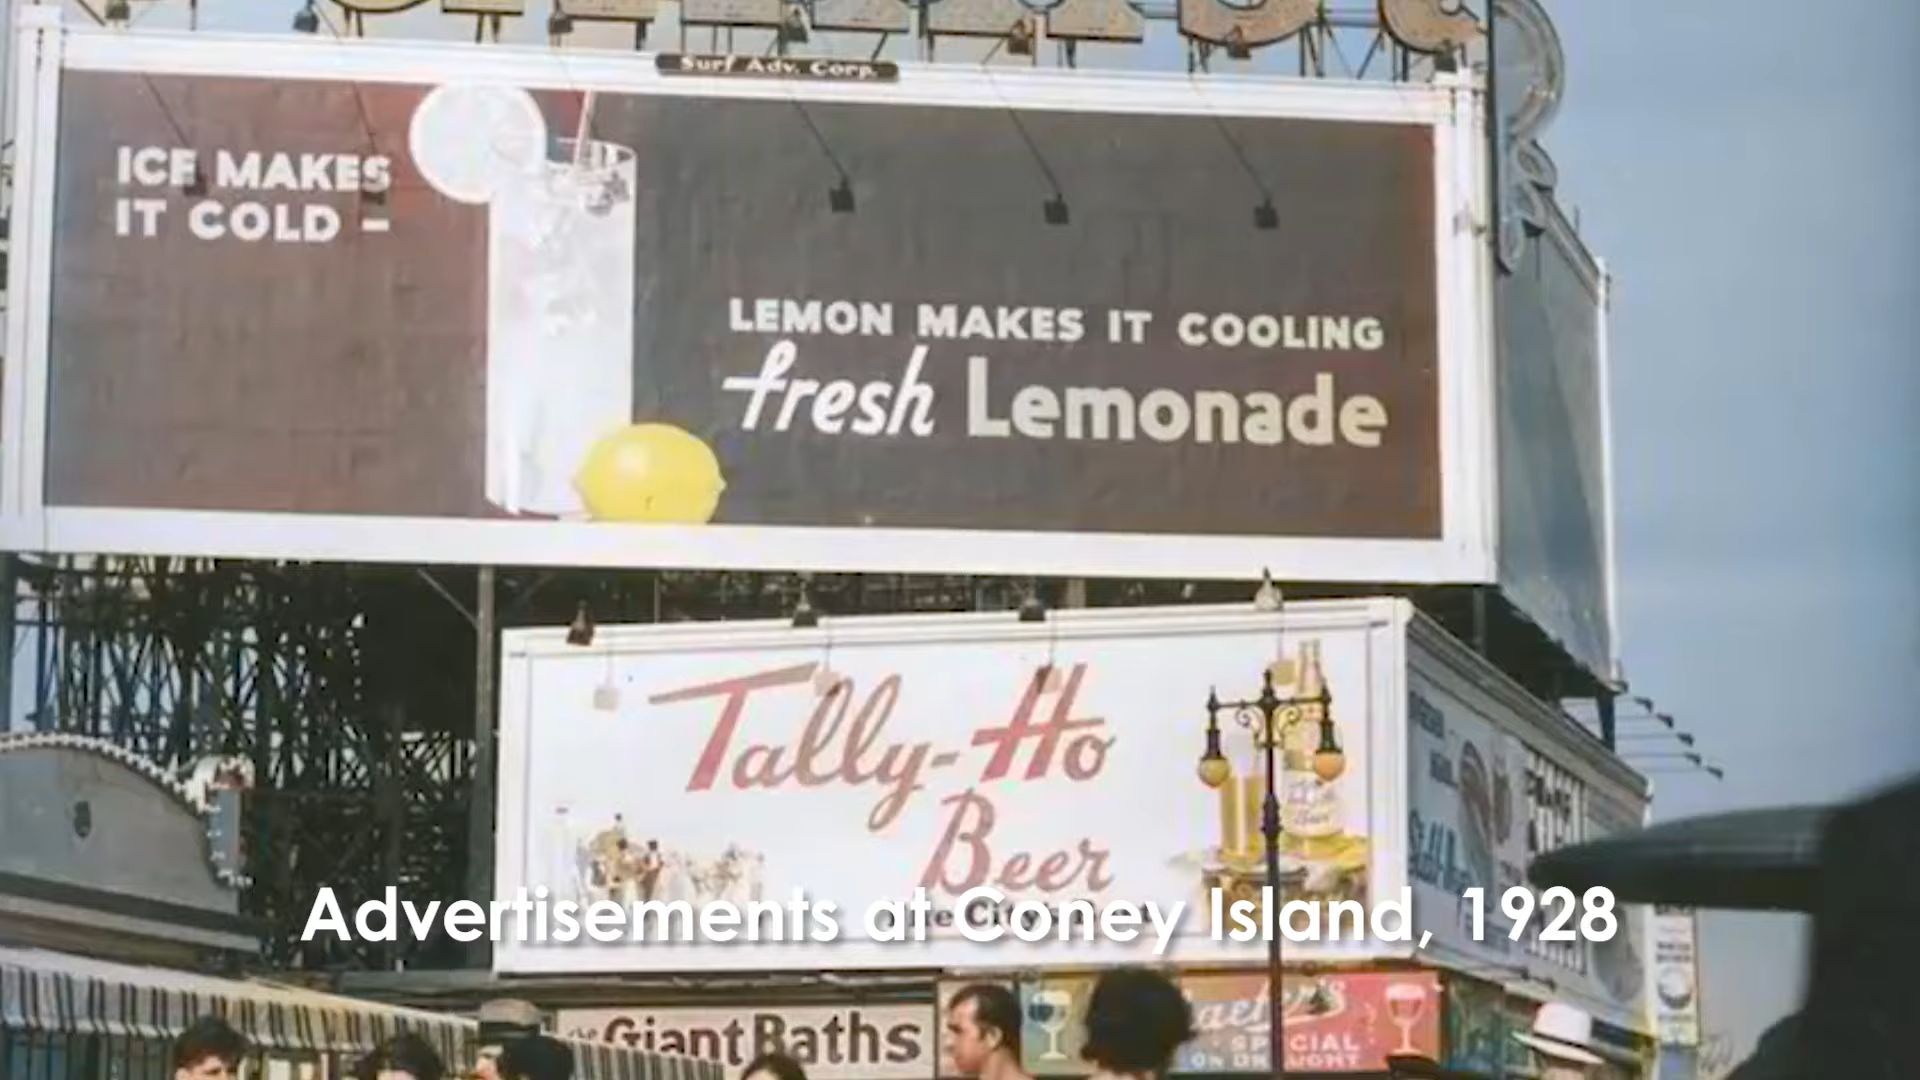 Surf Adv. Corp.
ICE MAKES
IT COLD -
LEMON MAKES IT COOLING
fresh Lemonade
Tally-Ho
Beer
Advertisements at Coney Island, 1928
the Giant Baths
SPECIAL
ON DRAUGHT